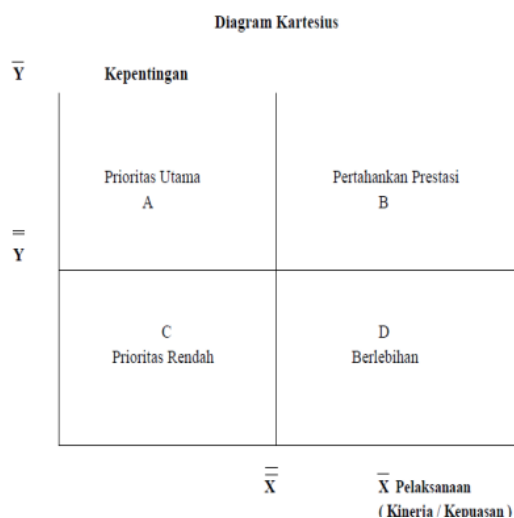 Diagram Kartesius
Y̅ Kepentingan
Prioritas Utama Pertahankan Prestasi
A B
Y̿
C D
Prioritas Rendah Berlebihan
X̿ X̅ Pelaksanaan
( Kinerja / Kepuasan )